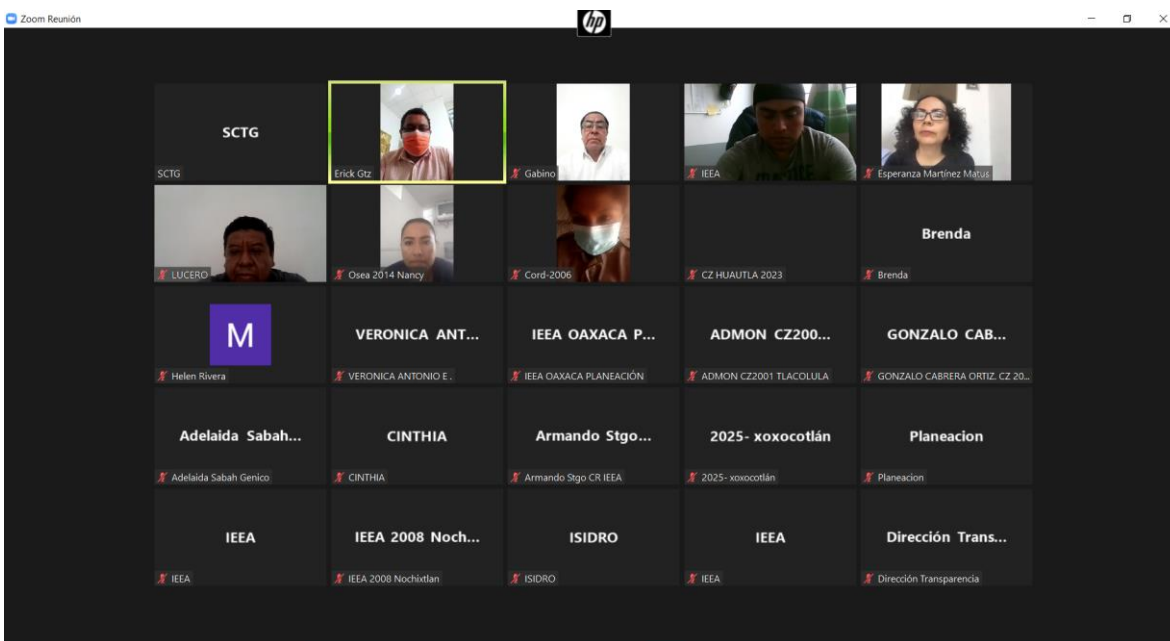 Zoom Reunión
hp
SCTG
SCTG
Erick Gtz
Gabino
IEEA
Esperanza Martínez Matus
LUCERO
Osea 2014 Nancy
Cord-2006
CZ HUAUTLA 2023
Brenda
Brenda
M
Helen Rivera
VERONICA ANT...
VERONICA ANTONIO E .
IEEA OAXACA P...
IEEA OAXACA PLANEACIÓN
ADMON CZ200...
ADMON CZ2001 TLACOLULA
GONZALO CAB...
GONZALO CABRERA ORTIZ. CZ 20...
Adelaida Sabah...
Adelaida Sabah Genico
CINTHIA
CINTHIA
Armando Stgo...
Armando Stgo CR IEEA
2025- xoxocotlán
2025- xoxocotlán
Planeacion
Planeacion
IEEA
IEEA
IEEA 2008 Noch...
IEEA 2008 Nochixtlan
ISIDRO
ISIDRO
IEEA
IEEA
Dirección Trans...
Dirección Transparencia